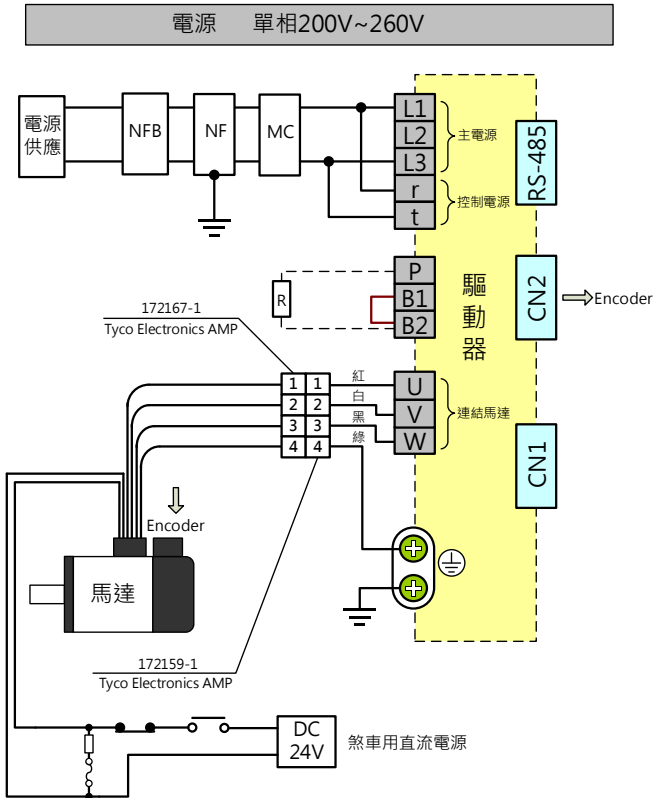 電源 單相200V~260V
電源
供應
NFB
NF
MC
L1
L2
L3
r
t
主電源
控制電源
RS-485
P
B1
B2
R
驅
動
器
CN2
Encoder
172167-1
Tyco Electronics AMP
1 1 紅
2 2 白
3 3 黑
4 4 綠
U
V
W
連結馬達
CN1
Encoder
馬達
172159-1
Tyco Electronics AMP
DC
24V
煞車用直流電源